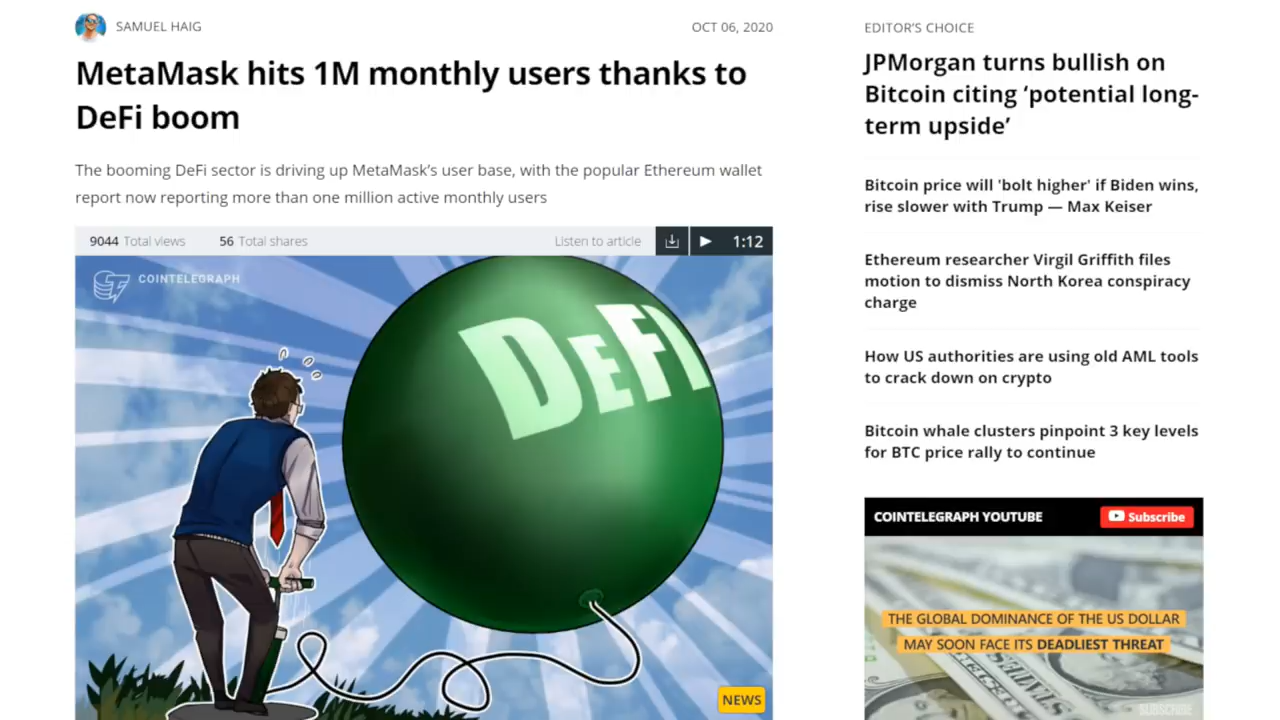 SAMUEL HAIG
OCT 06, 2020
MetaMask hits 1M monthly users thanks to
DeFi boom
The booming DeFi sector is driving up MetaMask's user base, with the popular Ethereum wallet
report now reporting more than one million active monthly users
9044 Total views
56 Total shares
Listen to article
1:12
COINTELEGRAPH
DEFI
NEWS
EDITOR'S CHOICE
JPMorgan turns bullish on
Bitcoin citing ‘potential long-
term upside’
Bitcoin price will 'bolt higher' if Biden wins,
rise slower with Trump — Max Keiser
Ethereum researcher Virgil Griffith files
motion to dismiss North Korea conspiracy
charge
How US authorities are using old AML tools
to crack down on crypto
Bitcoin whale clusters pinpoint 3 key levels
for BTC price rally to continue
COINTELEGRAPH YOUTUBE
Subscribe
THE GLOBAL DOMINANCE OF THE US DOLLAR
MAY SOON FACE ITS DEADLIEST THREAT
SUBSCRIBE